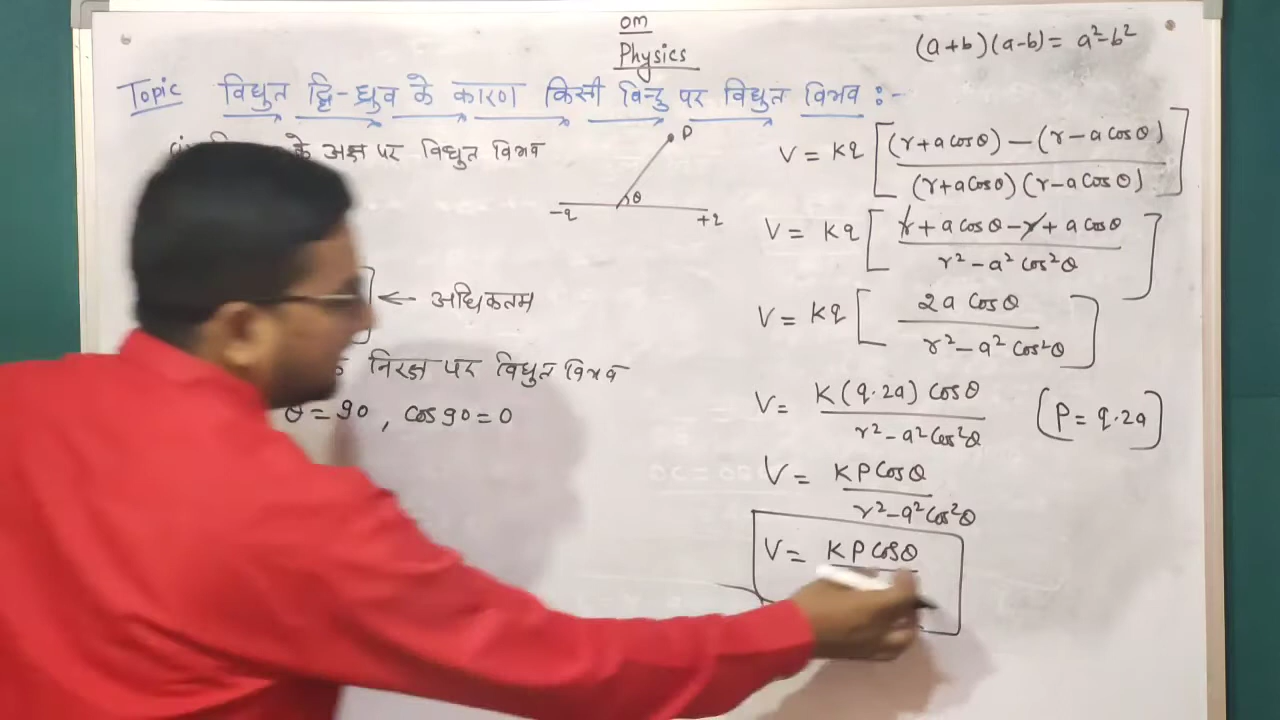 om
Physics
(a+b)(a-b) = a²-b²
Topic विद्युत द्वि-ध्रुव के कारण किसी विन्दु पर विद्युत विभव :-
के अक्ष पर विद्युत विभव
P
θ
-q +q
← अधिकतम
निरक्ष पर विद्युत विभव
θ = 90 , cos90 = 0
V = Kq [(r+a cosθ) - (r-a cosθ) / (r+a cosθ)(r-a cosθ)]
V = Kq [r + a cosθ - r + a cosθ / r² - a² cos²θ]
V = Kq [2a cosθ / r² - a² cos²θ]
V = K(q·2a) cosθ / r² - a² cos²θ (P = q·2a)
V = KP cosθ / r² - a² cos²θ
V = KP cosθ